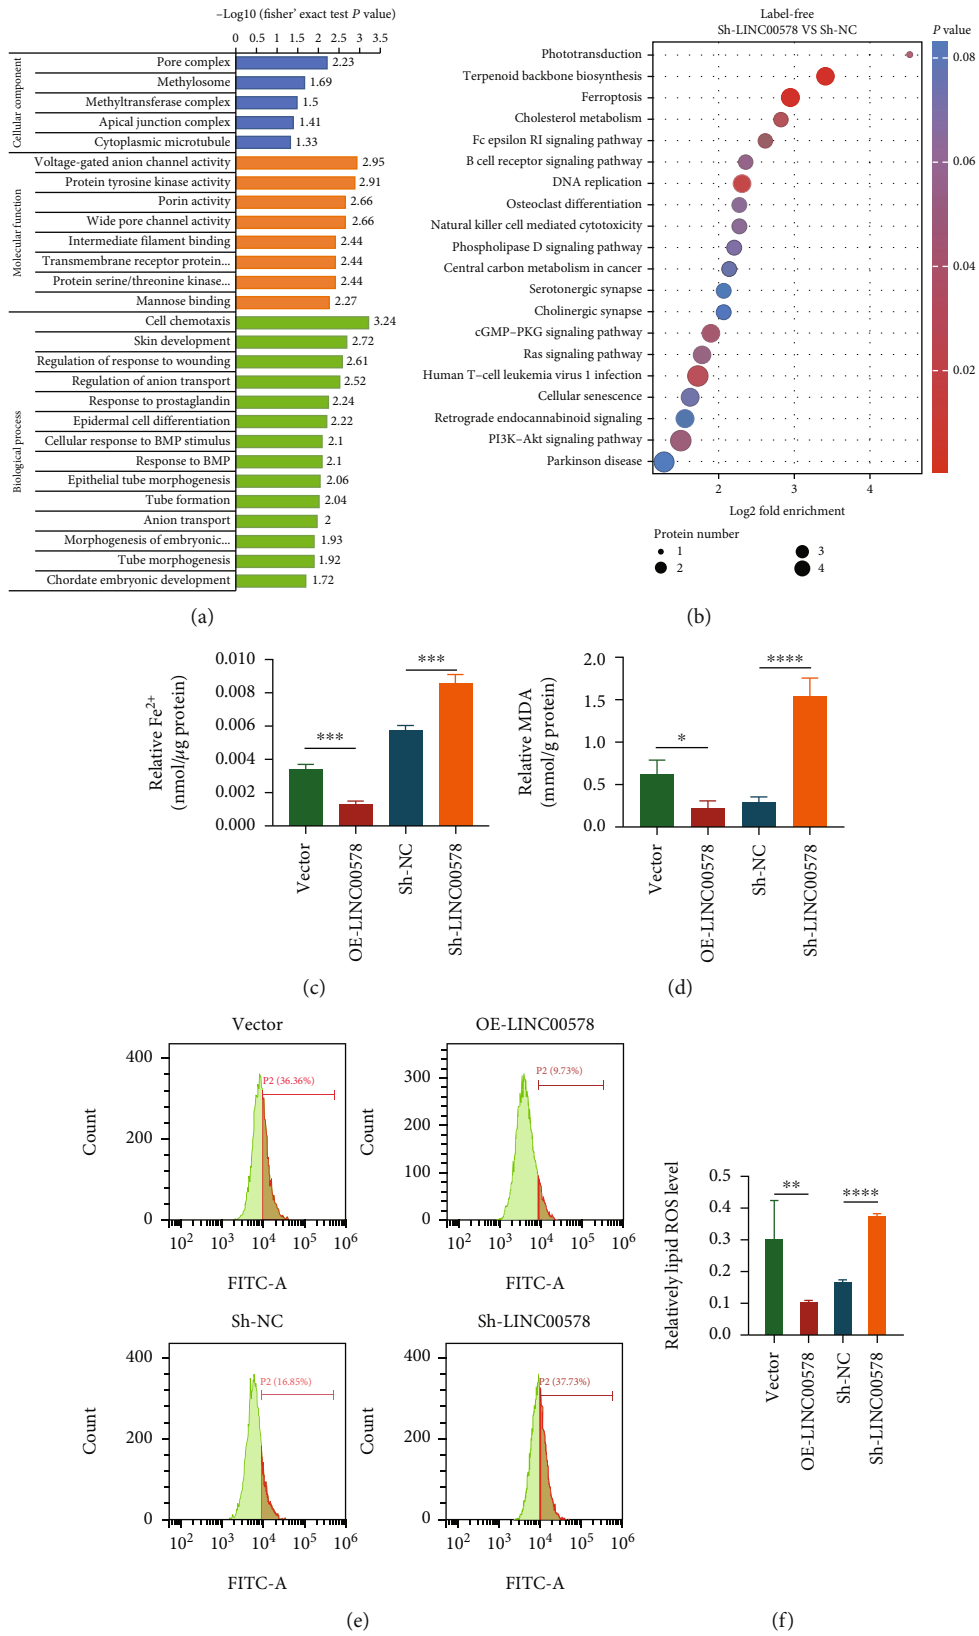 −Log10 (fisher’ exact test P value)
0 0.5 1 1.5 2 2.5 3 3.5
Cellular component
Pore complex 2.23
Methylosome 1.69
Methyltransferase complex 1.5
Apical junction complex 1.41
Cytoplasmic microtubule 1.33
Molecular function
Voltage-gated anion channel activity 2.95
Protein tyrosine kinase activity 2.91
Porin activity 2.66
Wide pore channel activity 2.66
Intermediate filament binding 2.44
Transmembrane receptor protein... 2.44
Protein serine/threonine kinase... 2.44
Mannose binding 2.27
Biological process
Cell chemotaxis 3.24
Skin development 2.72
Regulation of response to wounding 2.61
Regulation of anion transport 2.52
Response to prostaglandin 2.24
Epidermal cell differentiation 2.22
Cellular response to BMP stimulus 2.1
Response to BMP 2.1
Epithelial tube morphogenesis 2.06
Tube formation 2.04
Anion transport 2
Morphogenesis of embryonic... 1.93
Tube morphogenesis 1.92
Chordate embryonic development 1.72
(a)
Label-free
Sh-LINC00578 VS Sh-NC
P value
Phototransduction
Terpenoid backbone biosynthesis
Ferroptosis
Cholesterol metabolism
Fc epsilon RI signaling pathway
B cell receptor signaling pathway
DNA replication
Osteoclast differentiation
Natural killer cell mediated cytotoxicity
Phospholipase D signaling pathway
Central carbon metabolism in cancer
Serotonergic synapse
Cholinergic synapse
cGMP−PKG signaling pathway
Ras signaling pathway
Human T−cell leukemia virus 1 infection
Cellular senescence
Retrograde endocannabinoid signaling
PI3K−Akt signaling pathway
Parkinson disease
0.08
0.06
0.04
0.02
2 3 4
Log2 fold enrichment
Protein number
1 3
2 4
(b)
Relative Fe2+
(nmol/μg protein)
0.010
0.008
0.006
0.004
0.002
0.000
*** ***
Vector
OE-LINC00578
Sh-NC
Sh-LINC00578
(c)
Relative MDA
(mmol/g protein)
2.0
1.5
1.0
0.5
0.0
* ****
Vector
OE-LINC00578
Sh-NC
Sh-LINC00578
(d)
Vector
Count
400
200
0
P2 (36.36%)
102 103 104 105 106
FITC-A
OE-LINC00578
Count
300
200
100
0
P2 (9.73%)
102 103 104 105 106
FITC-A
Sh-NC
Count
400
200
0
P2 (16.85%)
102 103 104 105 106
FITC-A
Sh-LINC00578
Count
400
200
0
P2 (37.73%)
102 103 104 105 106
FITC-A
(e)
Relatively lipid ROS level
0.5
0.4
0.3
0.2
0.1
0.0
** ****
Vector
OE-LINC00578
Sh-NC
Sh-LINC00578
(f)